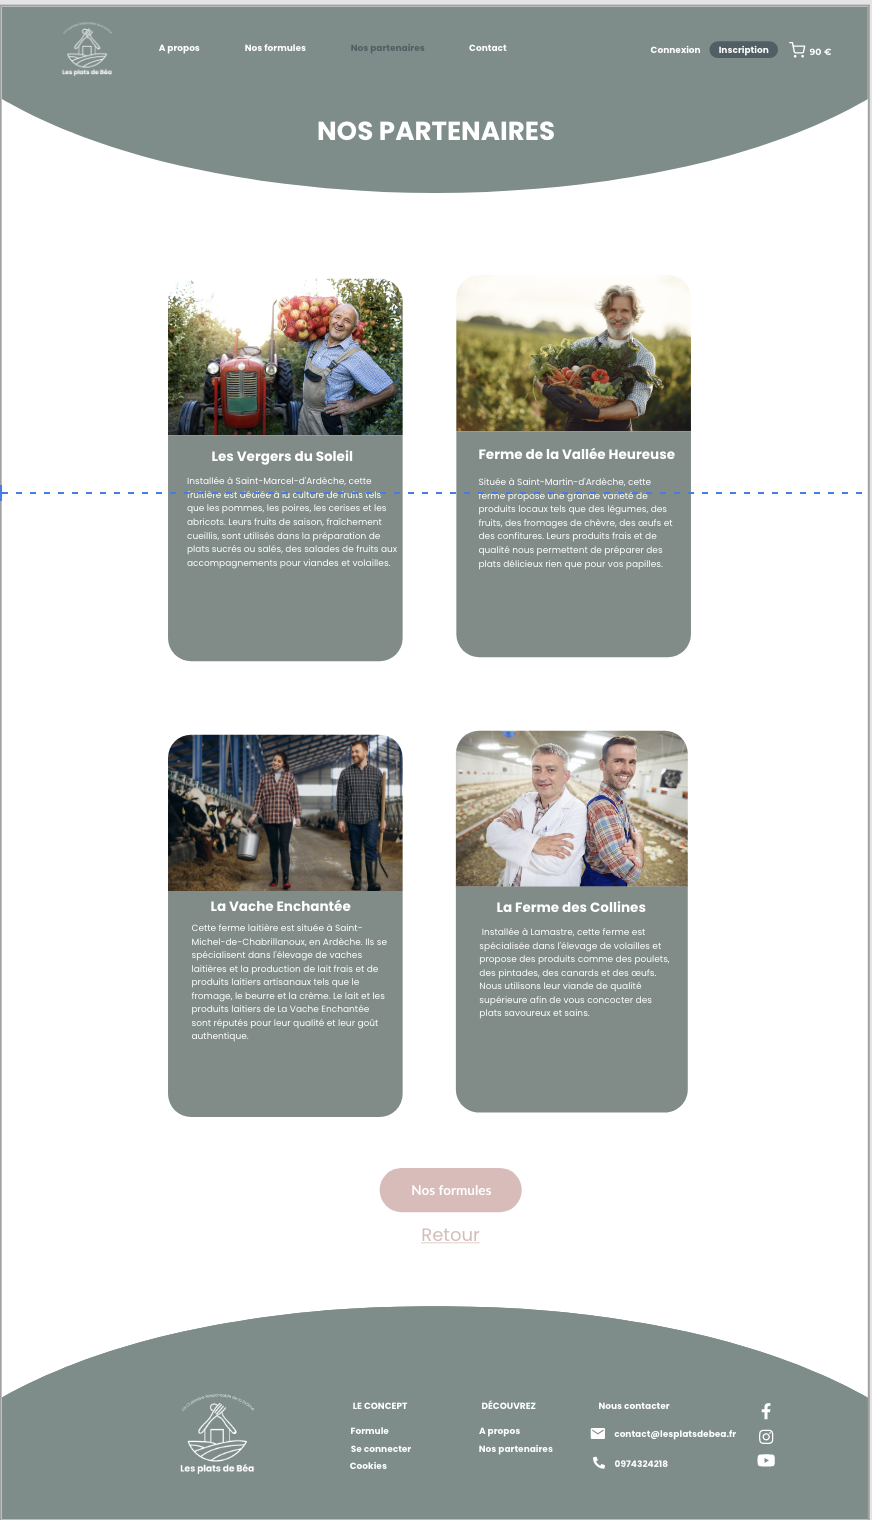 Les plats de Béa
A propos
Nos formules
Nos partenaires
Contact
Connexion
Inscription
90 €
NOS PARTENAIRES
Les Vergers du Soleil
Installée à Saint-Marcel-d'Ardèche, cette
fruitière est dédiée à la culture de fruits tels
que les pommes, les poires, les cerises et les
abricots. Leurs fruits de saison, fraîchement
cueillis, sont utilisés dans la préparation de
plats sucrés ou salés, des salades de fruits aux
accompagnements pour viandes et volailles.
Ferme de la Vallée Heureuse
Située à Saint-Martin-d'Ardèche, cette
ferme propose une grande variété de
produits locaux tels que des légumes, des
fruits, des fromages de chèvre, des œufs et
des confitures. Leurs produits frais et de
qualité nous permettent de préparer des
plats délicieux rien que pour vos papilles.
La Vache Enchantée
Cette ferme laitière est située à Saint-
Michel-de-Chabrillanoux, en Ardèche. Ils se
spécialisent dans l'élevage de vaches
laitières et la production de lait frais et de
produits laitiers artisanaux tels que le
fromage, le beurre et la crème. Le lait et les
produits laitiers de La Vache Enchantée
sont réputés pour leur qualité et leur goût
authentique.
La Ferme des Collines
Installée à Lamastre, cette ferme est
spécialisée dans l'élevage de volailles et
propose des produits comme des poulets,
des pintades, des canards et des œufs.
Nous utilisons leur viande de qualité
supérieure afin de vous concocter des
plats savoureux et sains.
Nos formules
Retour
Les plats de Béa
LE CONCEPT
Formule
Se connecter
Cookies
DÉCOUVREZ
A propos
Nos partenaires
Nous contacter
contact@lesplatsdebea.fr
0974324218